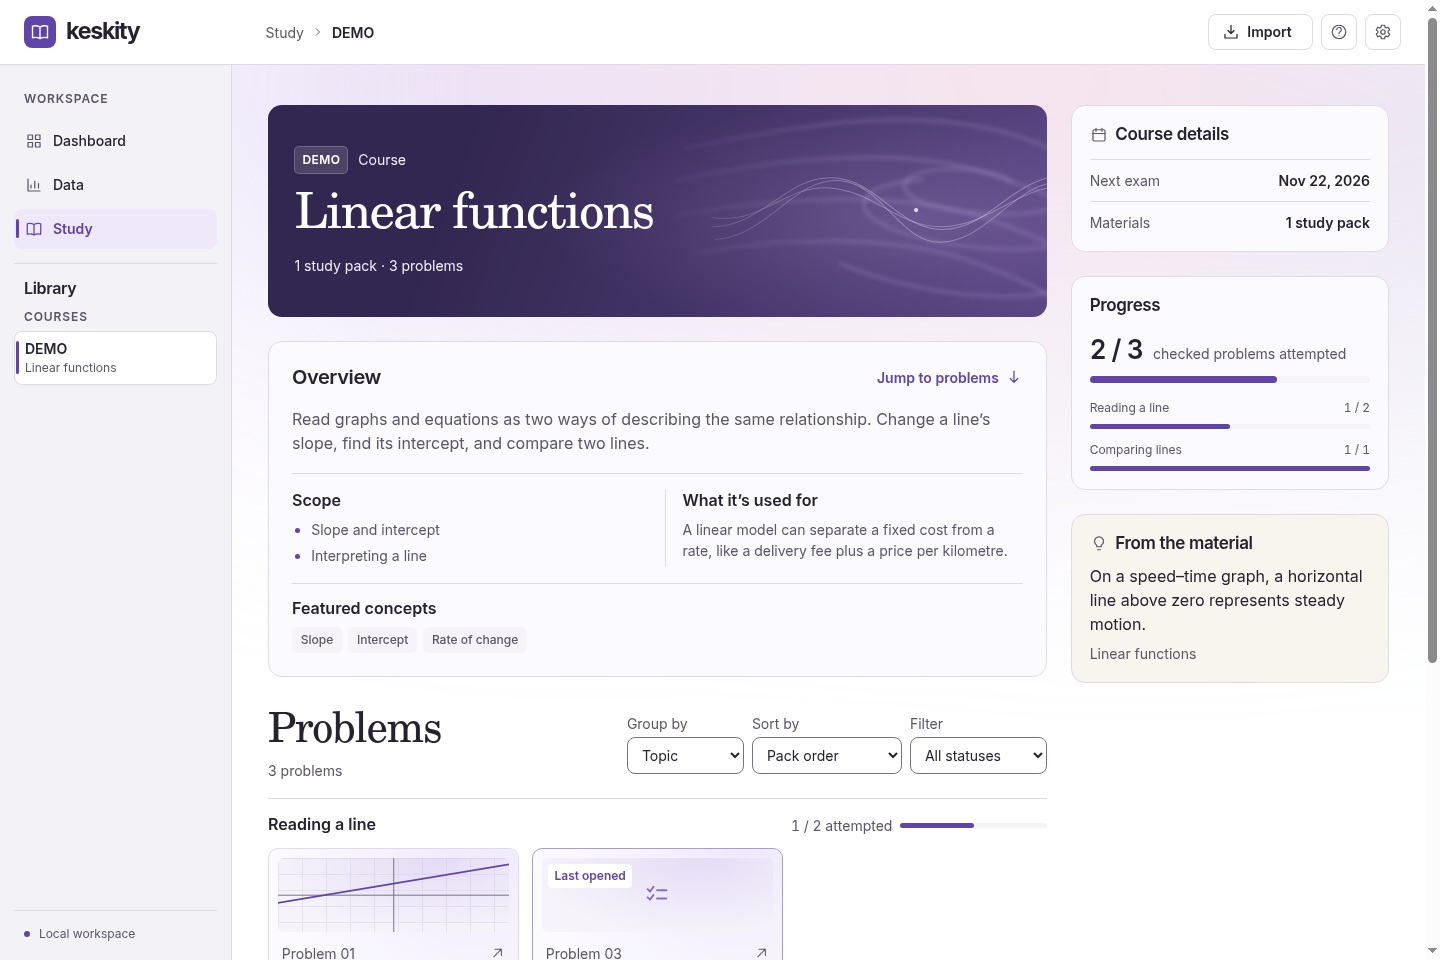 keskity
Study
DEMO
Import
WORKSPACE
Dashboard
Data
Study
Library
COURSES
DEMO
Linear functions
Local workspace
DEMO
Course
Linear functions
1 study pack · 3 problems
Overview
Jump to problems
Read graphs and equations as two ways of describing the same relationship. Change a line’s
slope, find its intercept, and compare two lines.
Scope
Slope and intercept
Interpreting a line
What it’s used for
A linear model can separate a fixed cost from a
rate, like a delivery fee plus a price per kilometre.
Featured concepts
Slope
Intercept
Rate of change
Problems
3 problems
Group by
Topic
Sort by
Pack order
Filter
All statuses
Reading a line
1 / 2 attempted
Problem 01
Last opened
Problem 03
Course details
Next exam
Nov 22, 2026
Materials
1 study pack
Progress
2 / 3 checked problems attempted
Reading a line
1 / 2
Comparing lines
1 / 1
From the material
On a speed–time graph, a horizontal
line above zero represents steady
motion.
Linear functions